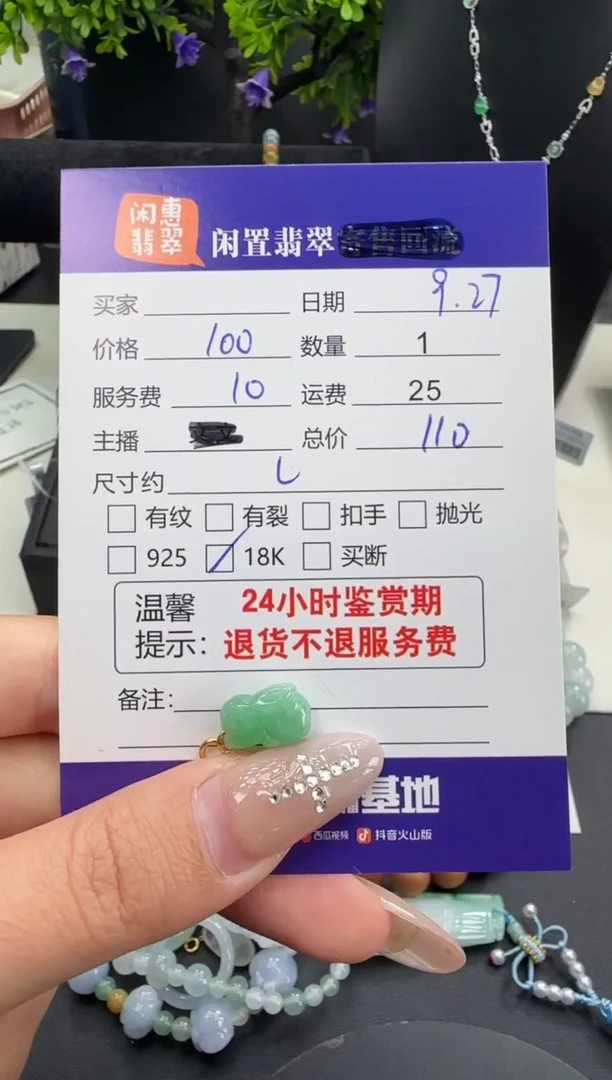 闲惠
翡翠
闲置翡翠寄售回流
买家 日期 9.27
价格 100 数量 1
服务费 10 运费 25
主播 总价 110
尺寸约 L
有纹 有裂 扣手 抛光
925 18K 买断
温馨 24小时鉴赏期
提示: 退货不退服务费
备注:
基地
西瓜视频 抖音火山版